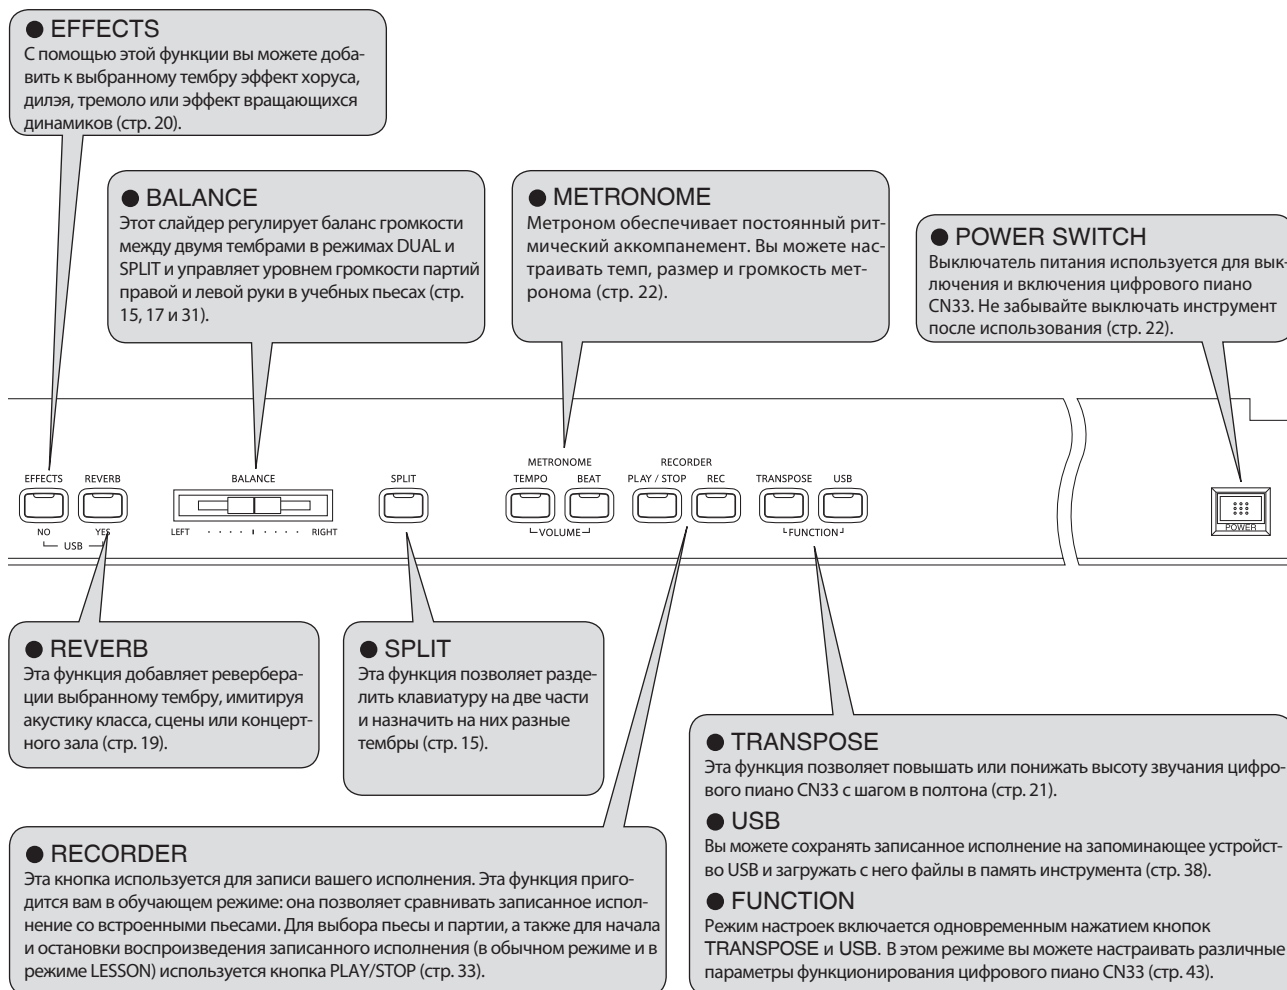 ● EFFECTS
С помощью этой функции вы можете доба-
вить к выбранному тембру эффект хоруса,
дилэя, тремоло или эффект вращающихся
динамиков (стр. 20).
● BALANCE
Этот слайдер регулирует баланс громкости
между двумя тембрами в режимах DUAL и
SPLIT и управляет уровнем громкости партий
правой и левой руки в учебных пьесах (стр.
15, 17 и 31).
● METRONOME
Метроном обеспечивает постоянный рит-
мический аккомпанемент. Вы можете нас-
траивать темп, размер и громкость мет-
ронома (стр. 22).
● POWER SWITCH
Выключатель питания используется для вык-
лючения и включения цифрового пиано
CN33. Не забывайте выключать инструмент
после использования (стр. 22).
METRONOME RECORDER
EFFECTS REVERB BALANCE SPLIT TEMPO BEAT PLAY / STOP REC TRANSPOSE USB
NO YES LEFT RIGHT VOLUME FUNCTION POWER
USB
● REVERB
Эта функция добавляет ревербера-
ции выбранному тембру, имитируя
акустику класса, сцены или концерт-
ного зала (стр. 19).
● SPLIT
Эта функция позволяет разде-
лить клавиатуру на две части
и назначить на них разные
тембры (стр. 15).
● RECORDER
Эта кнопка используется для записи вашего исполнения. Эта функция приго-
дится вам в обучающем режиме: она позволяет сравнивать записанное испол-
нение со встроенными пьесами. Для выбора пьесы и партии, а также для начала
и остановки воспроизведения записанного исполнения (в обычном режиме и в
режиме LESSON) используется кнопка PLAY/STOP (стр. 33).
● TRANSPOSE
Эта функция позволяет повышать или понижать высоту звучания цифро-
вого пиано CN33 с шагом в полтона (стр. 21).
● USB
Вы можете сохранять записанное исполнение на запоминающее устройст-
во USB и загружать с него файлы в память инструмента (стр. 38).
● FUNCTION
Режим настроек включается одновременным нажатием кнопок
TRANSPOSE и USB. В этом режиме вы можете настраивать различные
параметры функционирования цифрового пиано CN33 (стр. 43).